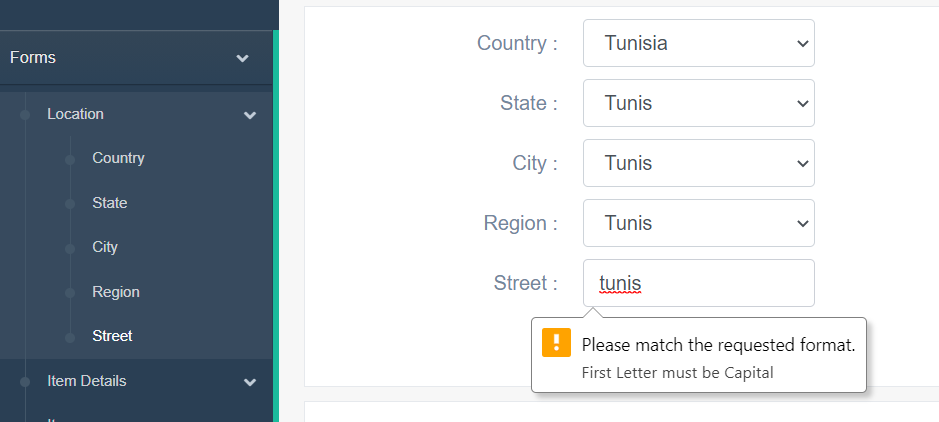 Forms
Location
Country
State
City
Region
Street
Item Details
Country : Tunisia
State : Tunis
City : Tunis
Region : Tunis
Street : tunis
Please match the requested format.
First Letter must be Capital